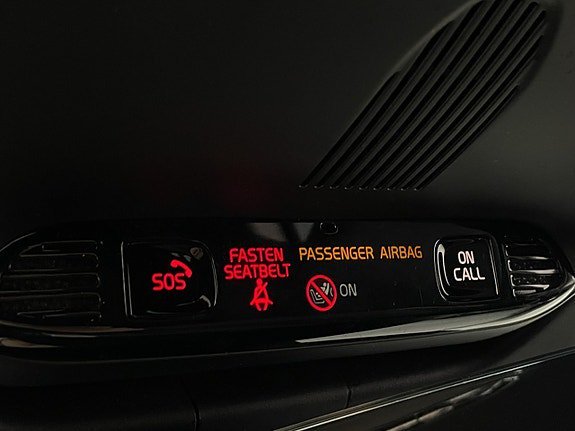 SOS
FASTEN
SEATBELT
PASSENGER AIRBAG
ON
ON
CALL